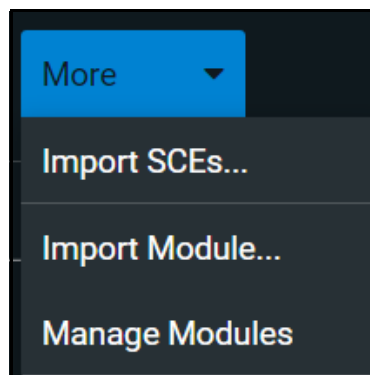 More
Import SCEs...
Import Module...
Manage Modules